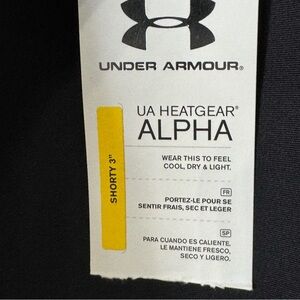 UNDER ARMOUR®
UA HEATGEAR®
ALPHA
SHORTY 3"
WEAR THIS TO FEEL
COOL, DRY & LIGHT.
FR
PORTEZ-LE POUR SE
SENTIR FRAIS, SEC ET LEGER
SP
PARA CUANDO ES CALIENTE.
LE MANTIENE FRESCO,
SECO Y LIGERO.